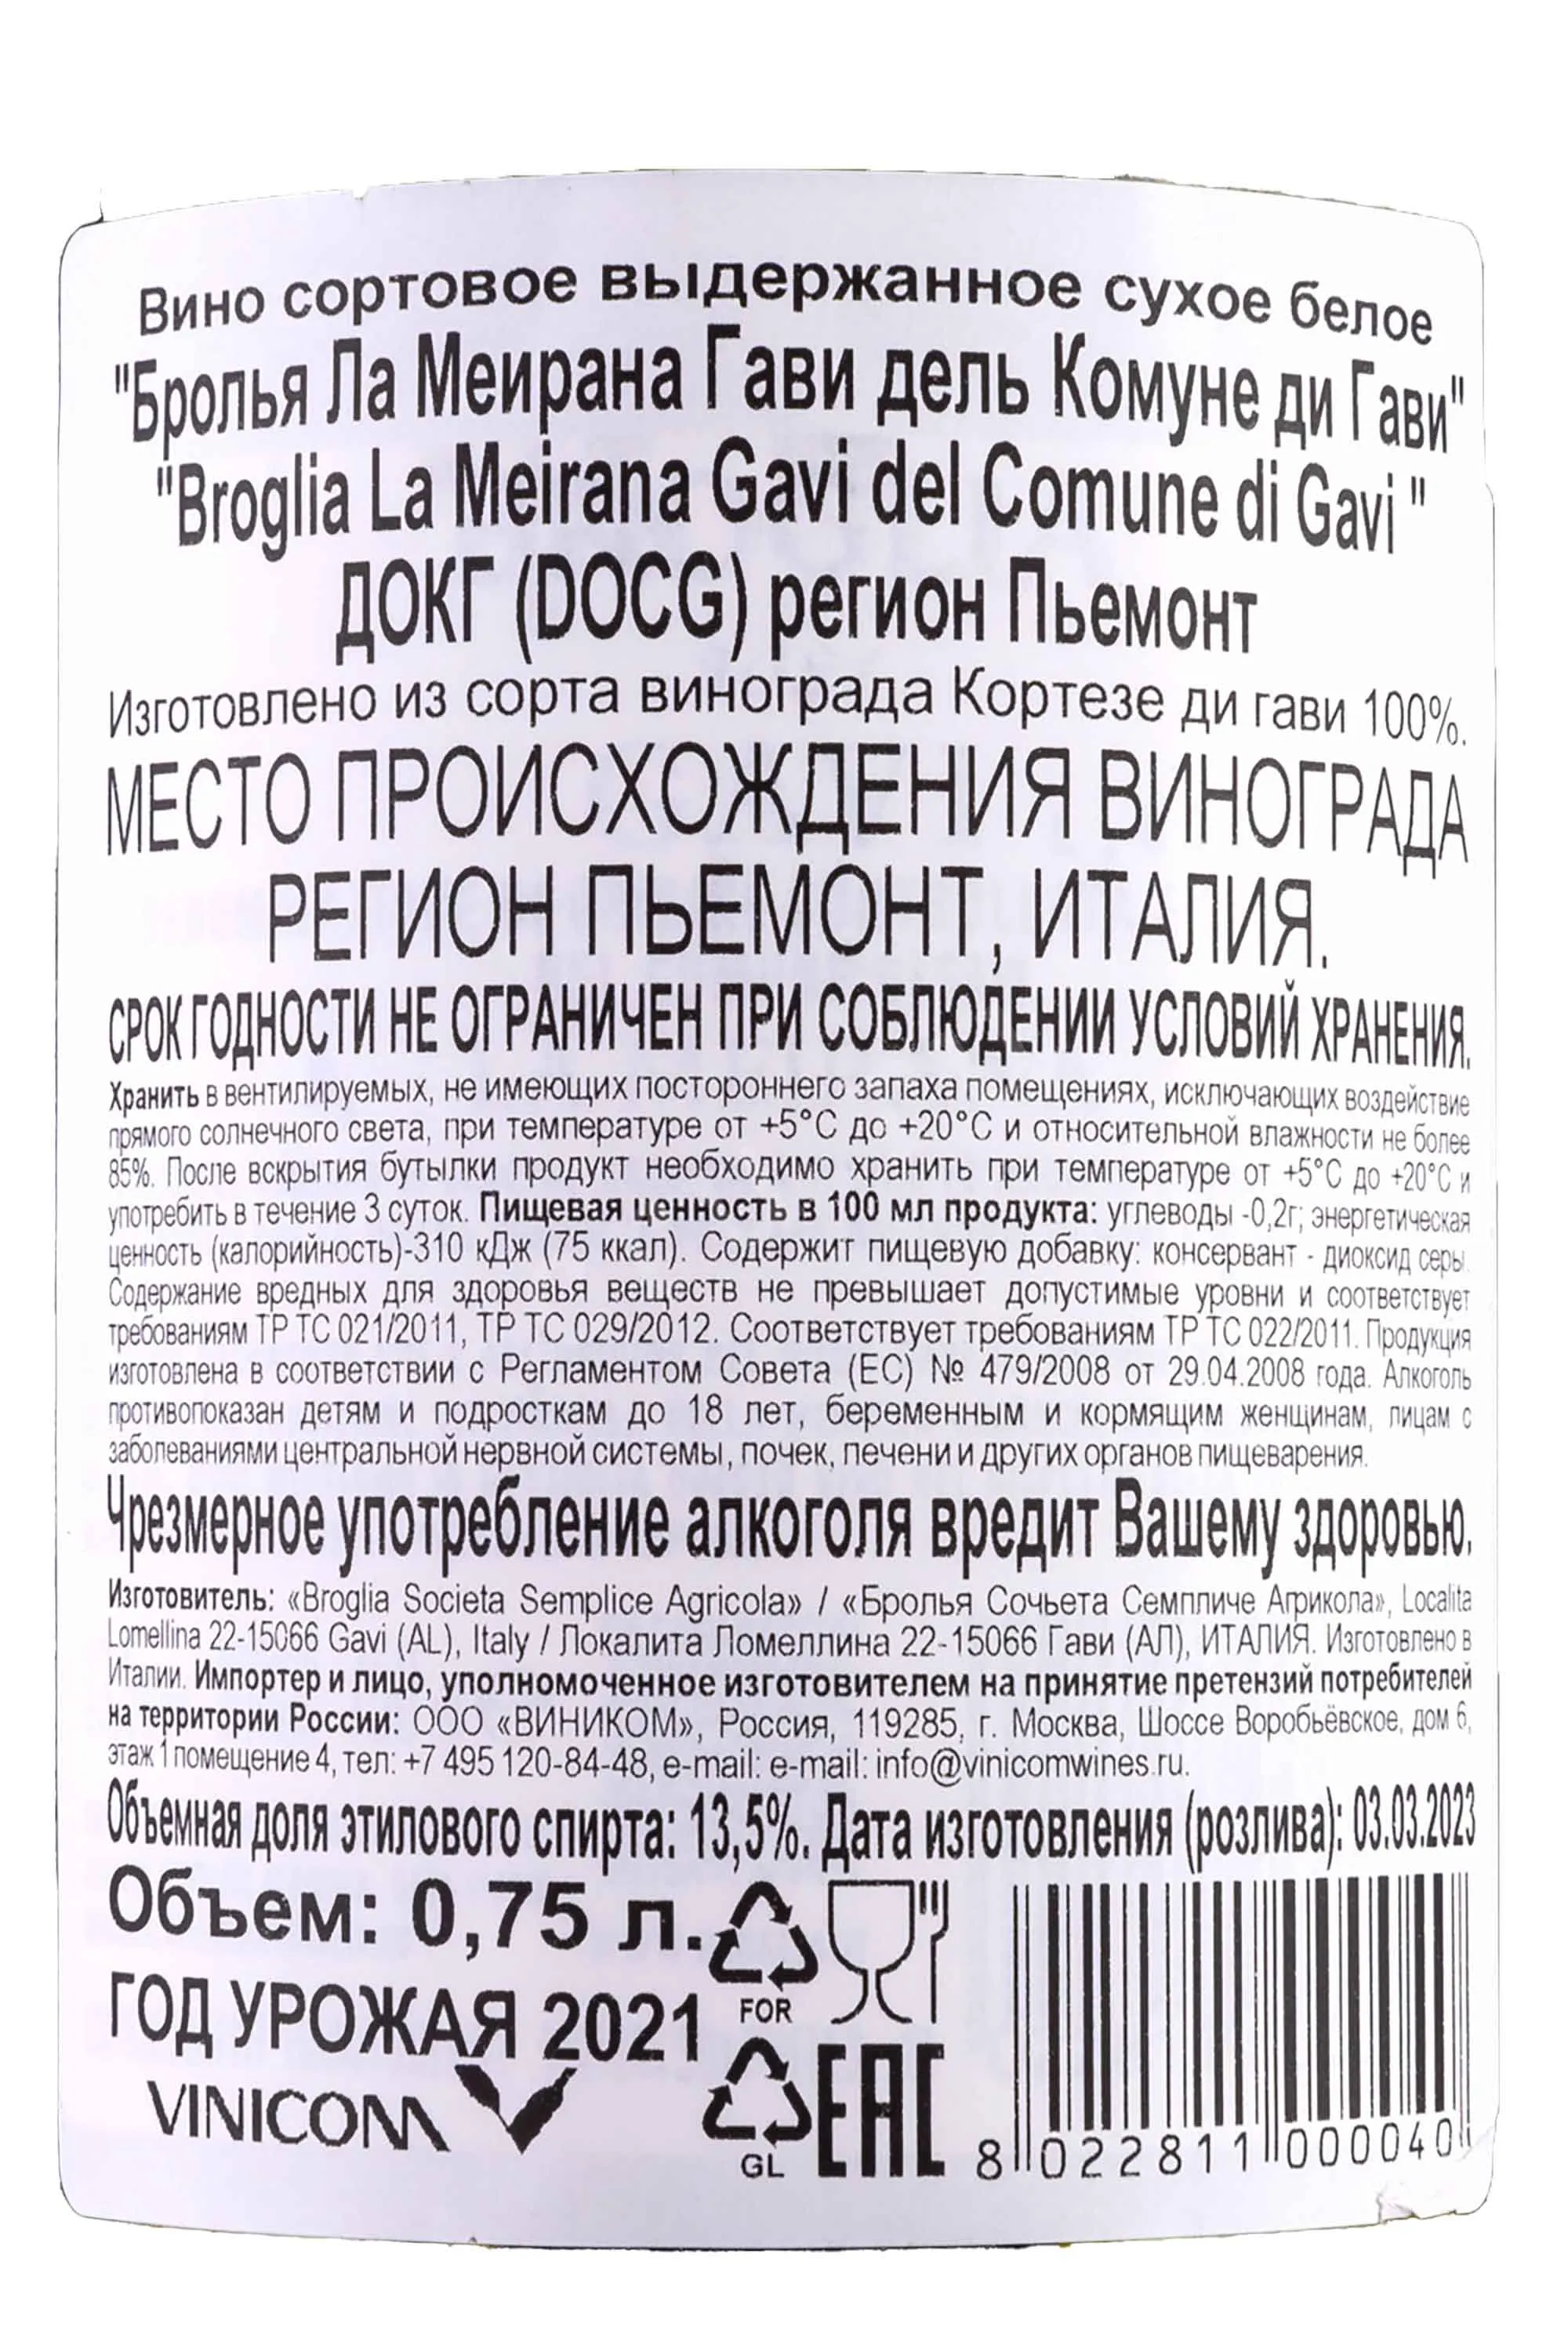 Вино сортовое выдержанное сухое белое
"Бролья Ла Меирана Гави дель Комуне ди Гави"
"Broglia La Meirana Gavi del Comune di Gavi "
ДОКГ (DOCG) регион Пьемонт
Изготовлено из сорта винограда Кортезе ди гави 100%.
МЕСТО ПРОИСХОЖДЕНИЯ ВИНОГРАДА
РЕГИОН ПЬЕМОНТ, ИТАЛИЯ.
СРОК ГОДНОСТИ НЕ ОГРАНИЧЕН ПРИ СОБЛЮДЕНИИ УСЛОВИЙ ХРАНЕНИЯ.
Хранить в вентилируемых, не имеющих постороннего запаха помещениях, исключающих воздействие
прямого солнечного света, при температуре от +5°С до +20°С и относительной влажности не более
85%. После вскрытия бутылки продукт необходимо хранить при температуре от +5°С до +20°С и
употребить в течение 3 суток. Пищевая ценность в 100 мл продукта: углеводы -0,2г; энергетическая
ценность (калорийность)-310 кДж (75 ккал). Содержит пищевую добавку: консервант - диоксид серы.
Содержание вредных для здоровья веществ не превышает допустимые уровни и соответствует
требованиям ТР ТС 021/2011, ТР ТС 029/2012. Соответствует требованиям ТР ТС 022/2011. Продукция
изготовлена в соответствии с Регламентом Совета (ЕС) № 479/2008 от 29.04.2008 года. Алкоголь
противопоказан детям и подросткам до 18 лет, беременным и кормящим женщинам, лицам с
заболеваниями центральной нервной системы, почек, печени и других органов пищеварения.
Чрезмерное употребление алкоголя вредит Вашему здоровью.
Изготовитель: «Broglia Societa Semplice Agricola» / «Бролья Сочьета Семпличе Агрикола», Localita
Lomellina 22-15066 Gavi (AL), Italy / Локалита Ломеллина 22-15066 Гави (АЛ), ИТАЛИЯ. Изготовлено в
Италии. Импортер и лицо, уполномоченное изготовителем на принятие претензий потребителей
на территории России: ООО «ВИНИКОМ», Россия, 119285, г. Москва, Шоссе Воробьёвское, дом 6,
этаж 1 помещение 4, тел: +7 495 120-84-48, e-mail: e-mail: info@vinicomwines.ru.
Объемная доля этилового спирта: 13,5%. Дата изготовления (розлива): 03.03.2023
Объем: 0,75 л.
FOR
ГОД УРОЖАЯ 2021
VINICOM
GL
EAC
8 022811 000040